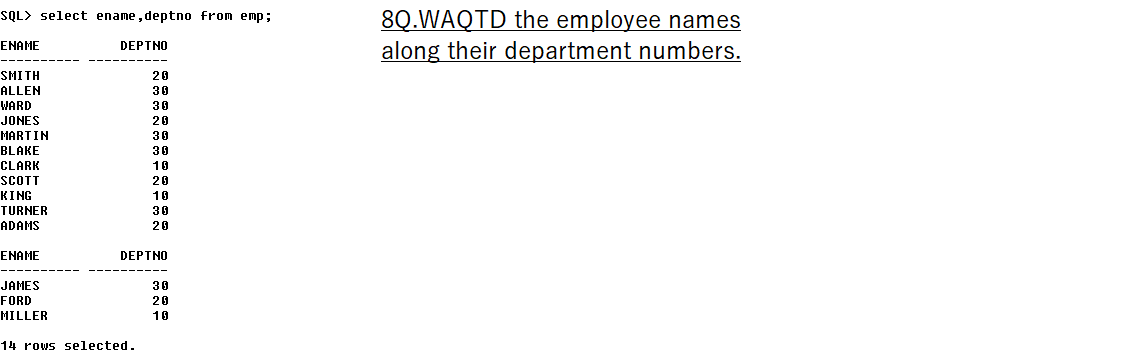 SQL> select ename,deptno from emp;
8Q.WAQTD the employee names
along their department numbers.
ENAME          DEPTNO
---------- ----------
SMITH              20
ALLEN              30
WARD               30
JONES              20
MARTIN             30
BLAKE              30
CLARK              10
SCOTT              20
KING               10
TURNER             30
ADAMS              20
ENAME          DEPTNO
---------- ----------
JAMES              30
FORD               20
MILLER             10
14 rows selected.